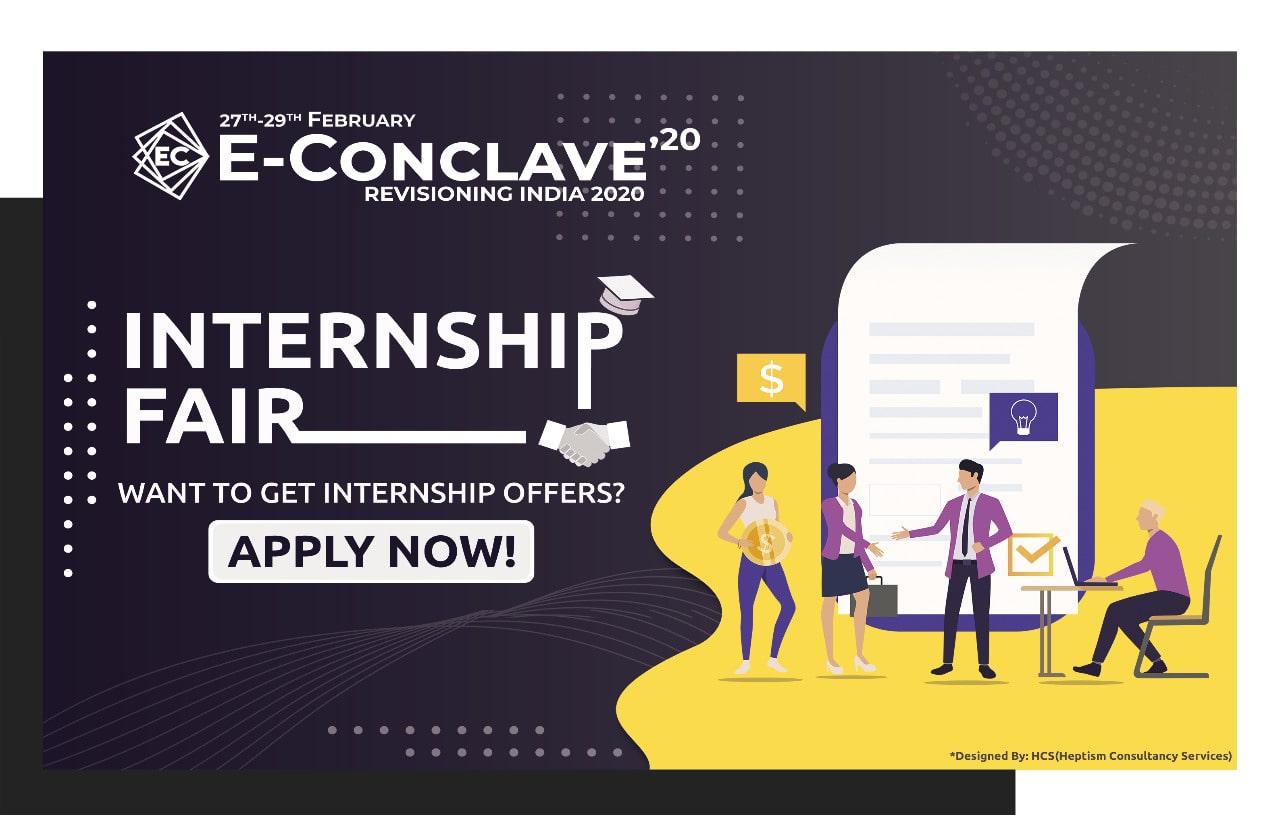 27TH-29TH FEBRUARY
EC
E-CONCLAVE'20
REVISIONING INDIA 2020
INTERNSHIP
FAIR
WANT TO GET INTERNSHIP OFFERS?
APPLY NOW!
$
$
*Designed By: HCS(Heptism Consultancy Services)